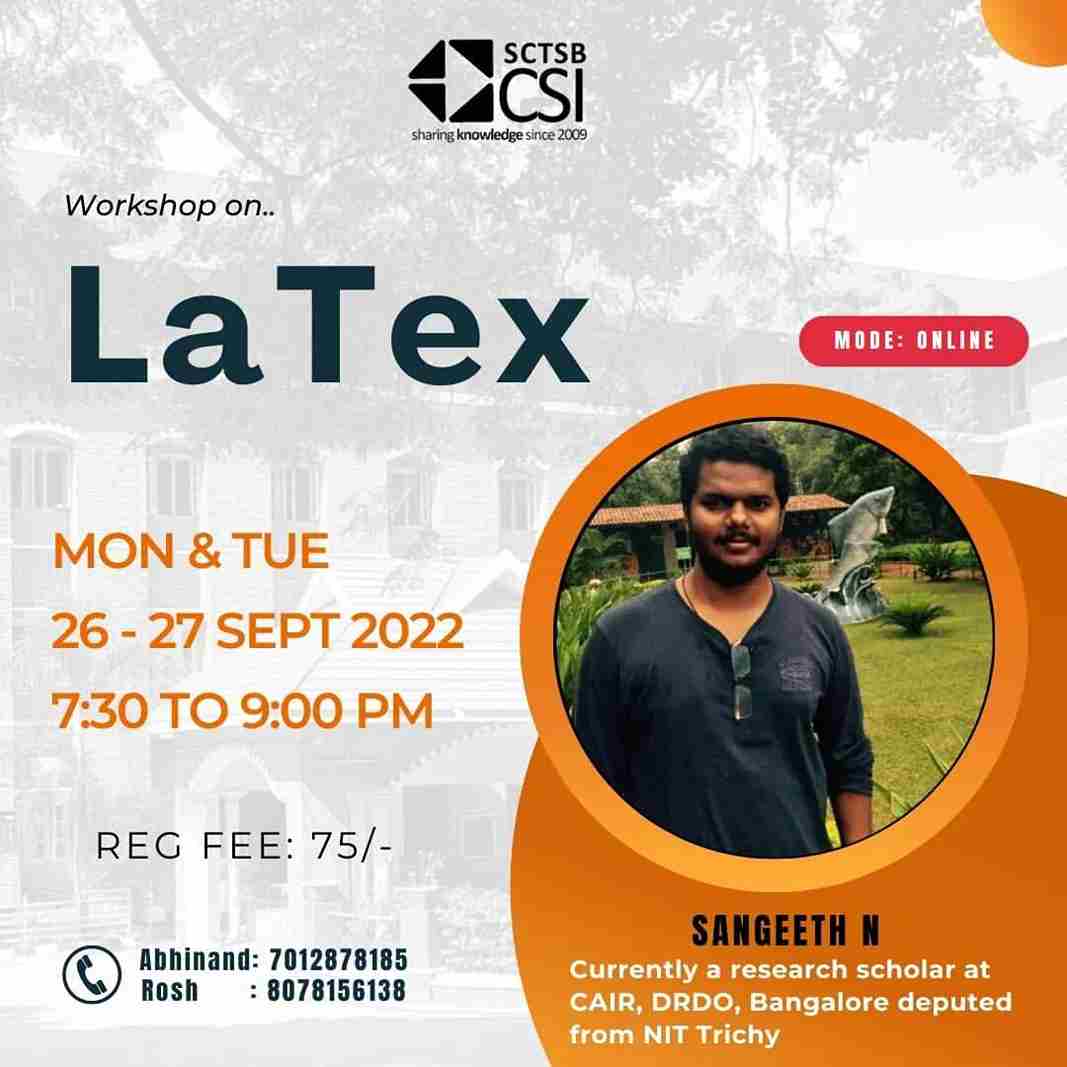 SCTSB
CSI
sharing knowledge since 2009
Workshop on..
LaTex
MODE: ONLINE
MON & TUE
26 - 27 SEPT 2022
7:30 TO 9:00 PM
REG FEE: 75/-
Abhinand: 7012878185
Rosh : 8078156138
SANGEETH N
Currently a research scholar at
CAIR, DRDO, Bangalore deputed
from NIT Trichy